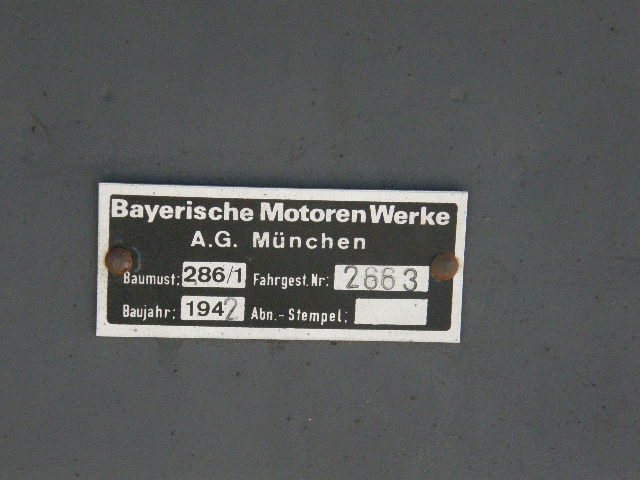 Bayerische Motoren Werke
A.G. München
Baumust: 286/1 Fahrgest. Nr: 2663
Baujahr: 1942 Abn.-Stempel: